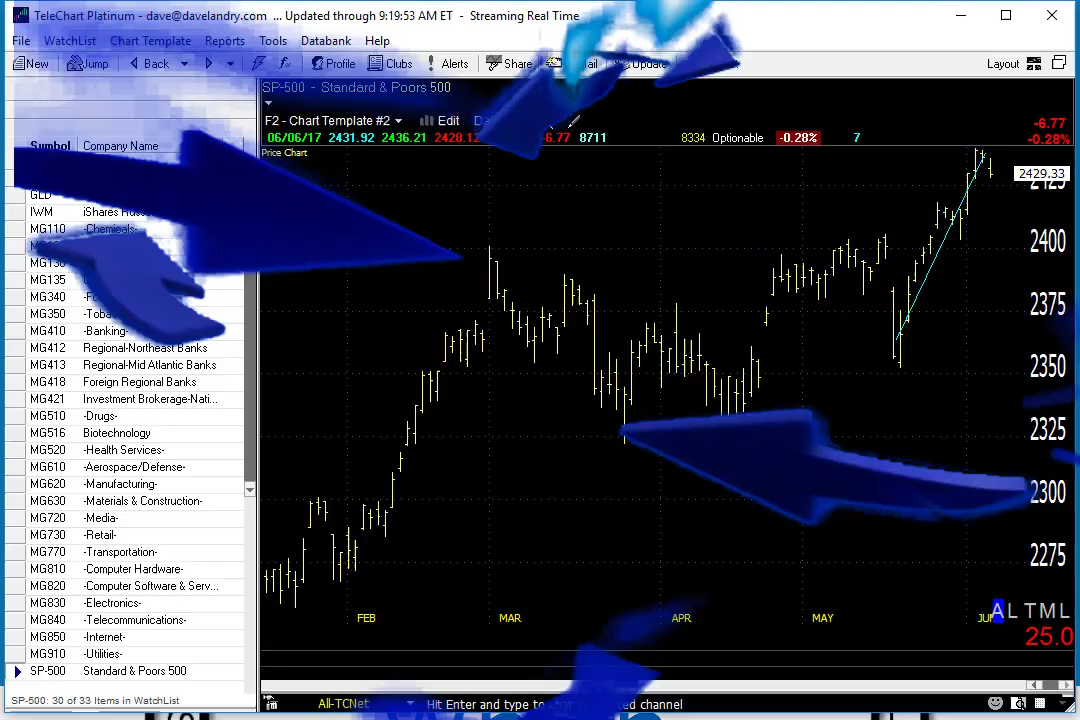 TeleChart Platinum - dave@davelandry.com ... Updated through 9:19:53 AM ET - Streaming Real Time
File WatchList Chart Template Reports Tools Databank Help
New Jump Back Profile Clubs Alerts Share Update Layout
SP-500 - Standard & Poors 500
F2 - Chart Template #2 Edit
06/06/17 2431.92 2436.21 2428.12 -6.77 8711 8334 Optionable -0.28% 7
-6.77
-0.28%
Price Chart
Symbol Company Name
GLD
IWM iShares
MG110 -Chemicals-
MG135
MG340
MG350
MG410 -Banking-
MG412 Regional-Northeast Banks
MG413 Regional-Mid Atlantic Banks
MG418 Foreign Regional Banks
MG421 Investment Brokerage-Nati...
MG510 -Drugs-
MG516 Biotechnology
MG520 -Health Services-
MG610 -Aerospace/Defense-
MG620 -Manufacturing-
MG630 -Materials & Construction-
MG720 -Media-
MG730 -Retail-
MG770 -Transportation-
MG810 -Computer Hardware-
MG820 -Computer Software & Serv...
MG830 -Electronics-
MG840 -Telecommunications-
MG850 -Internet-
MG910 -Utilities-
SP-500 Standard & Poors 500
SP-500: 30 of 33 Items in WatchList
2429.33
2425
2400
2375
2350
2325
2300
2275
FEB MAR APR MAY JUN
A L T M L
25.0
All-TCNet Hit Enter and type to channel